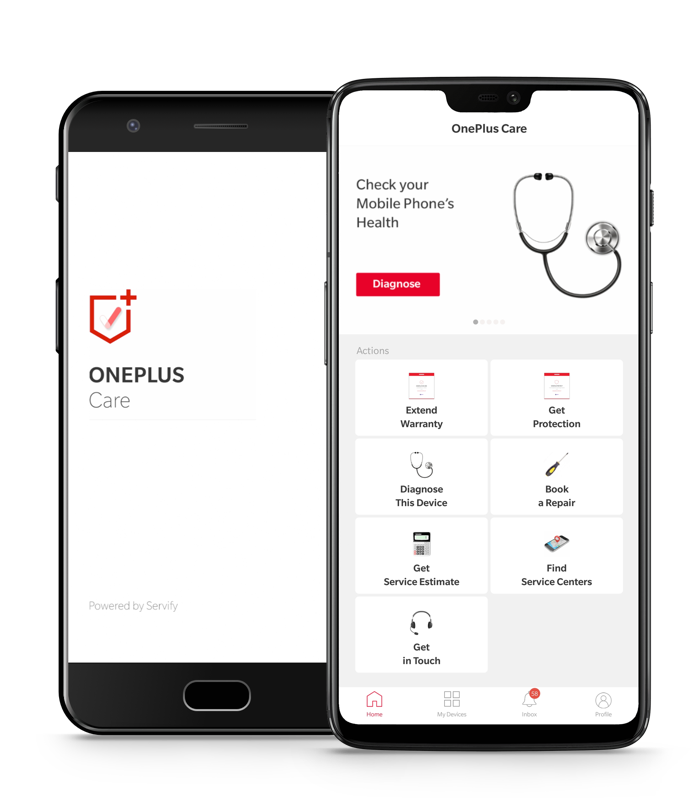 ONEPLUS
Care
Powered by Servify
OnePlus Care
Check your
Mobile Phone's
Health
Diagnose
Actions
Extend
Warranty
Get
Protection
Diagnose
This Device
Book
a Repair
Get
Service Estimate
Find
Service Centers
Get
in Touch
58
Home
My Devices
Inbox
Profile